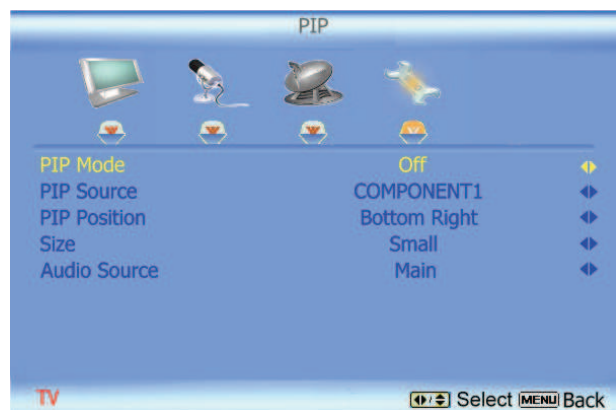 PIP
PIP Mode Off
PIP Source COMPONENT1
PIP Position Bottom Right
Size Small
Audio Source Main
TV Select MENU Back